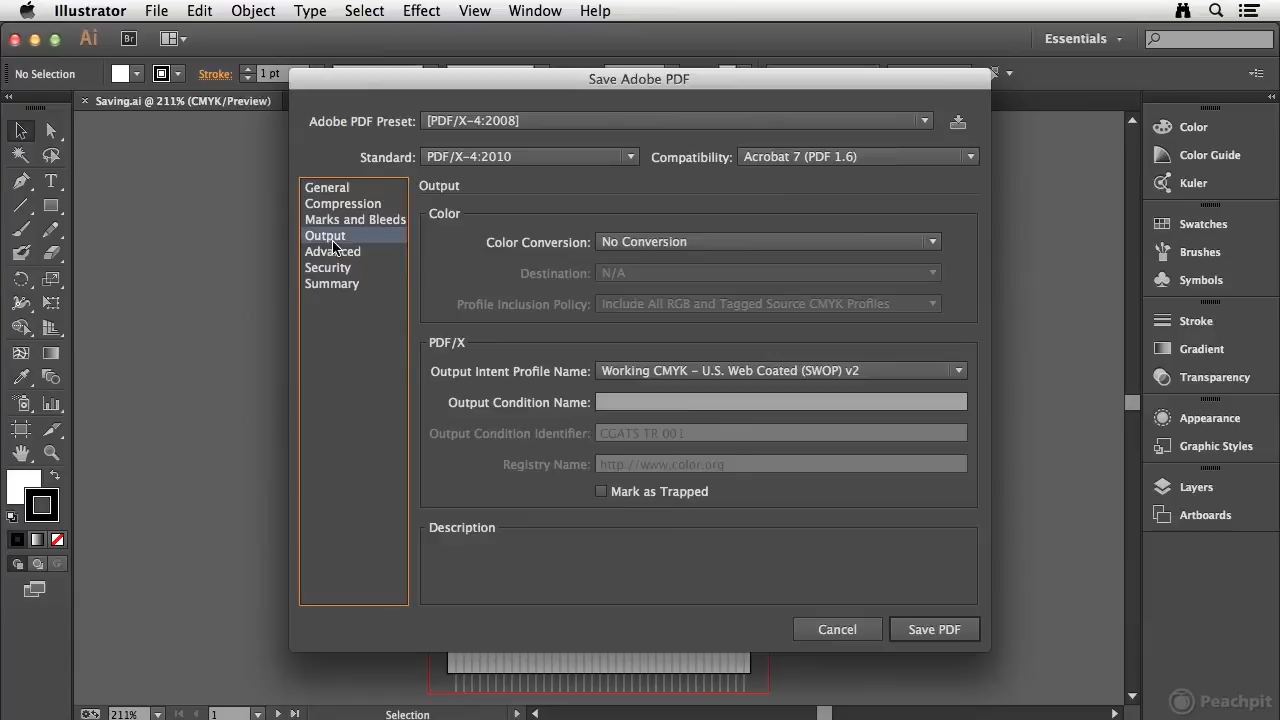 Illustrator File Edit Object Type Select Effect View Window Help
Ai Br Essentials
No Selection Stroke: 1 pt
Save Adobe PDF
× Saving.ai @ 211% (CMYK/Preview)
Adobe PDF Preset: [PDF/X-4:2008]
Standard: PDF/X-4:2010 Compatibility: Acrobat 7 (PDF 1.6)
General
Compression
Marks and Bleeds
Output
Advanced
Security
Summary
Output
Color
Color Conversion: No Conversion
Destination: N/A
Profile Inclusion Policy: Include All RGB and Tagged Source CMYK Profiles
PDF/X
Output Intent Profile Name: Working CMYK - U.S. Web Coated (SWOP) v2
Output Condition Name:
Output Condition Identifier: CGATS TR 001
Registry Name: http://www.color.org
Mark as Trapped
Description
Cancel Save PDF
Color
Color Guide
Kuler
Swatches
Brushes
Symbols
Stroke
Gradient
Transparency
Appearance
Graphic Styles
Layers
Artboards
211% 1 Selection
Peachpit